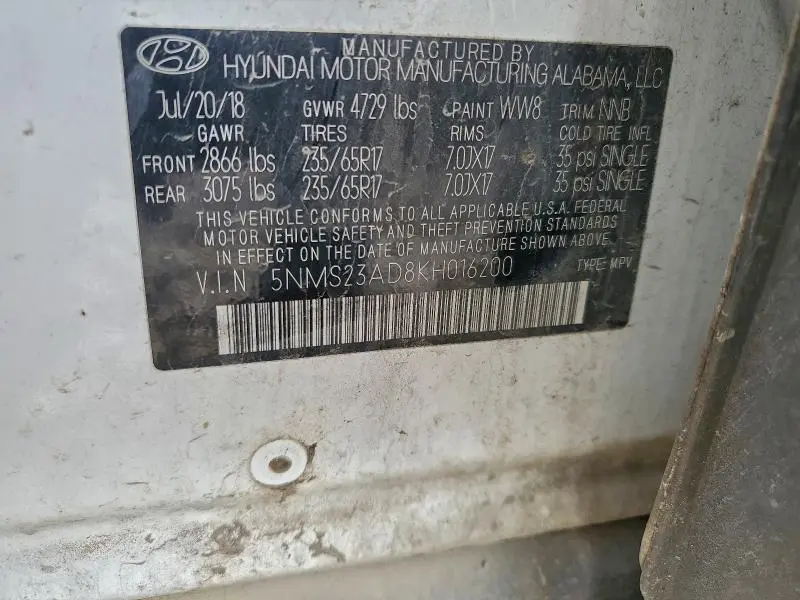 MANUFACTURED BY
HYUNDAI MOTOR MANUFACTURING ALABAMA, LLC
Jul/20/18 GVWR 4729 lbs PAINT WW8 TRIM NNB
GAWR TIRES RIMS COLD TIRE INFL
FRONT 2866 lbs 235/65R17 7.0JX17 35 psi SINGLE
REAR 3075 lbs 235/65R17 7.0JX17 35 psi SINGLE
THIS VEHICLE CONFORMS TO ALL APPLICABLE U.S.A. FEDERAL
MOTOR VEHICLE SAFETY AND THEFT PREVENTION STANDARDS
IN EFFECT ON THE DATE OF MANUFACTURE SHOWN ABOVE.
V.I.N 5NMS23AD8KH016200 TYPE: MPV